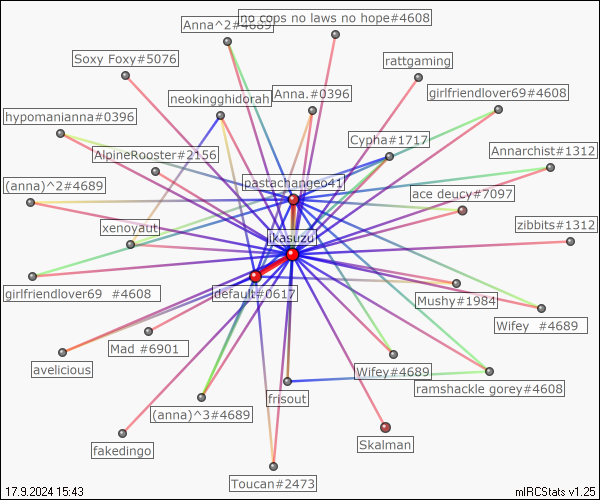 no cops no laws no hope#4608
Anna^2#4689
Soxy Foxy#5076
rattgaming
girlfriendlover69#4608
neokingghidorah
Anna.#0396
hypomanianna#0396
Cypha#1717
AlpineRooster#2156
Annarchist#1312
pastachangeo41
(anna)^2#4689
ace deucy#7097
xenoyaut
zibbits#1312
ikasuzu
girlfriendlover69 #4608
default#0617
Mushy#1984
Wifey #4689
Mad #6901
avelicious
Wifey#4689
ramshackle gorey#4608
frisout
(anna)^3#4689
fakedingo
Skalman
Toucan#2473
17.9.2024 15:43
mIRCStats v1.25